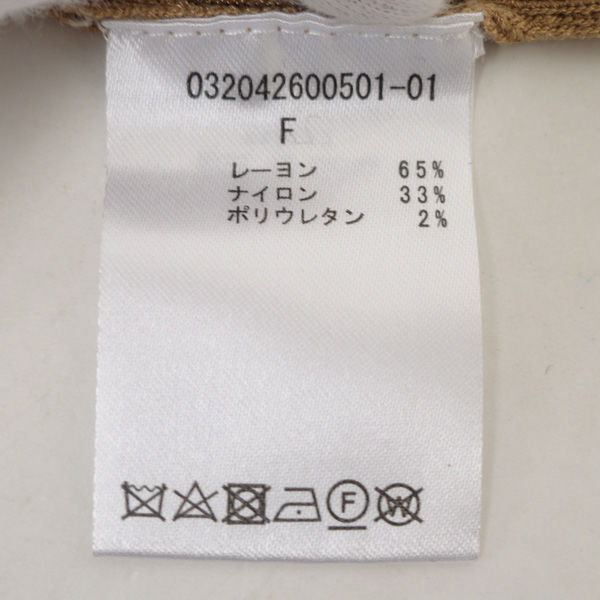 032042600501-01
F
レーヨン 65%
ナイロン 33%
ポリウレタン 2%
F W